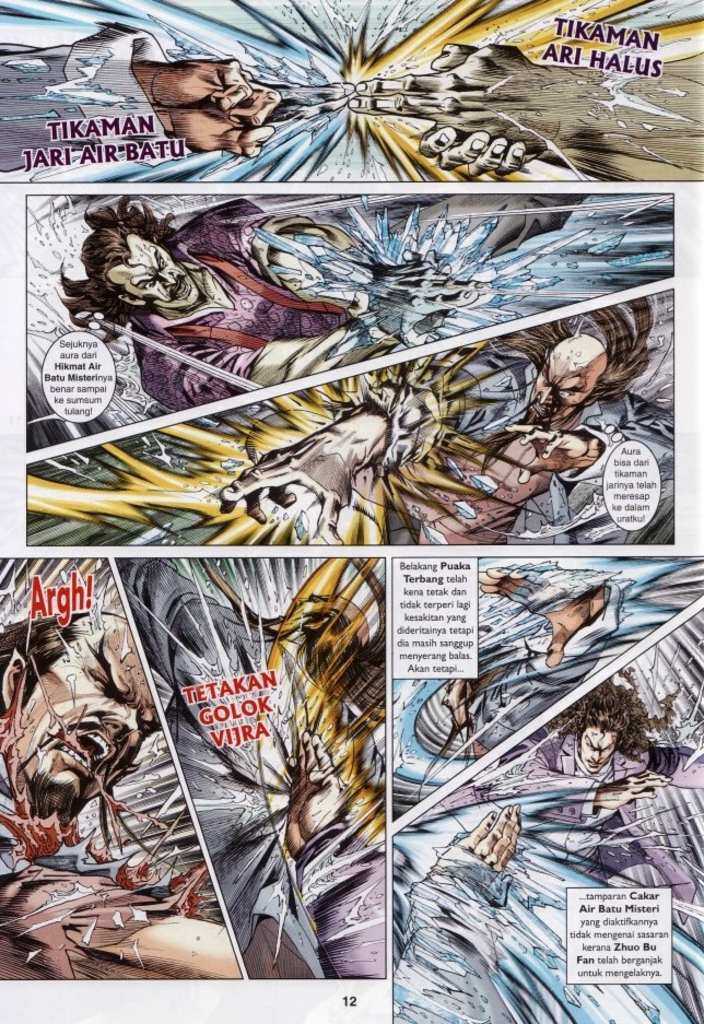 TIKAMAN
ARI HALUS
TIKAMAN
JARI AIR BATU
Sejuknya
aura dari
Hikmat Air
Batu Misterinya
benar sampai
ke sumsum
tulang!
Aura
bisa dari
tikaman
jarinya telah
meresap
ke dalam
uratku!
Argh!
TETAKAN
GOLOK
VIJRA
Belakang Puaka
Terbang telah
kena tetak dan
tidak terperi lagi
kesakitan yang
dideritainya tetapi
dia masih sanggup
menyerang balas.
Akan tetapi...
...tamparan Cakar
Air Batu Misteri
yang diaktifkannya
tidak mengenai sasaran
kerana Zhuo Bu
Fan telah berganjak
untuk mengelaknya.
12